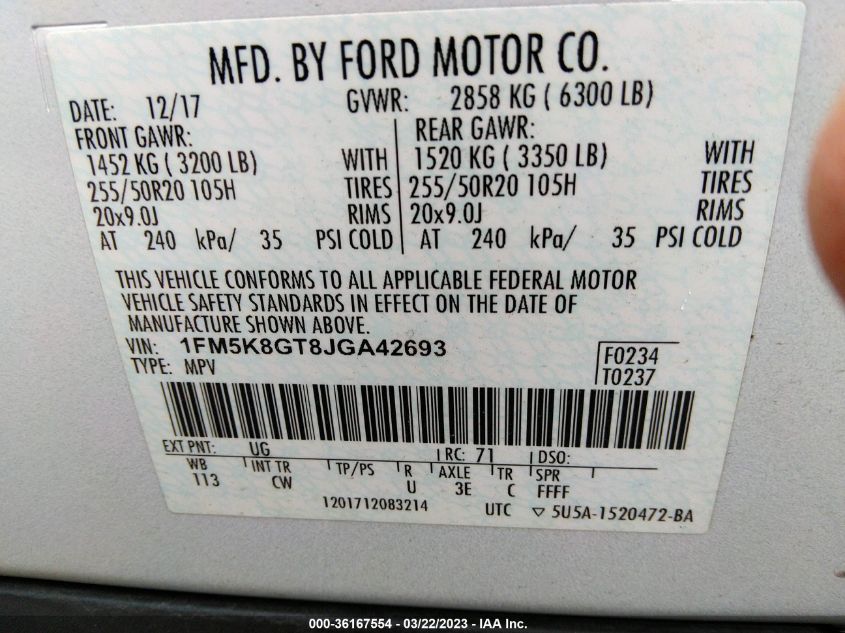 MFD. BY FORD MOTOR CO.
DATE: 12/17 GVWR: 2858 KG ( 6300 LB)
FRONT GAWR: REAR GAWR:
1452 KG ( 3200 LB) WITH 1520 KG ( 3350 LB) WITH
255/50R20 105H TIRES 255/50R20 105H TIRES
20x9.0J RIMS 20x9.0J RIMS
AT 240 kPa/ 35 PSI COLD AT 240 kPa/ 35 PSI COLD
THIS VEHICLE CONFORMS TO ALL APPLICABLE FEDERAL MOTOR
VEHICLE SAFETY STANDARDS IN EFFECT ON THE DATE OF
MANUFACTURE SHOWN ABOVE.
VIN: 1FM5K8GT8JGA42693 F0234
TYPE: MPV T0237
EXT PNT: UG RC: 71 DSO:
WB INT TR TP/PS R AXLE TR SPR
113 CW U 3E C FFFF
1201712083214 UTC ▽ 5U5A-1520472-BA
000-36167554 — 03/22/2023 — IAA Inc.